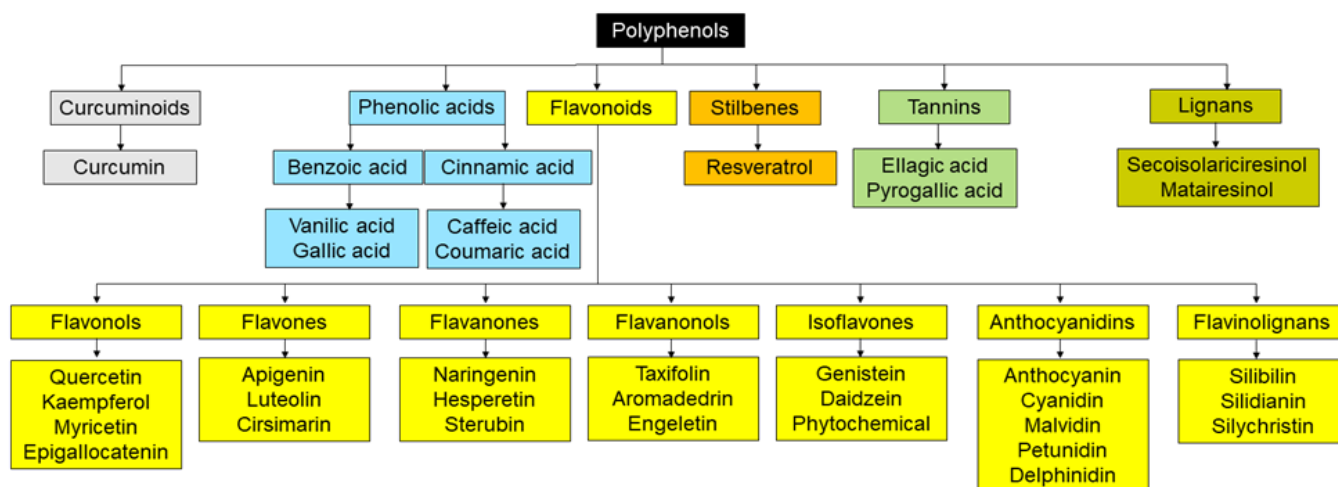 Polyphenols
Curcuminoids
Phenolic acids
Flavonoids
Stilbenes
Tannins
Lignans
Curcumin
Benzoic acid
Cinnamic acid
Resveratrol
Ellagic acid
Pyrogallic acid
Secoisolariciresinol
Matairesinol
Vanilic acid
Gallic acid
Caffeic acid
Coumaric acid
Flavonols
Flavones
Flavanones
Flavanonols
Isoflavones
Anthocyanidins
Flavinolignans
Quercetin
Kaempferol
Myricetin
Epigallocatenin
Apigenin
Luteolin
Cirsimarin
Naringenin
Hesperetin
Sterubin
Taxifolin
Aromadedrin
Engeletin
Genistein
Daidzein
Phytochemical
Anthocyanin
Cyanidin
Malvidin
Petunidin
Delphinidin
Silibilin
Silidianin
Silychristin